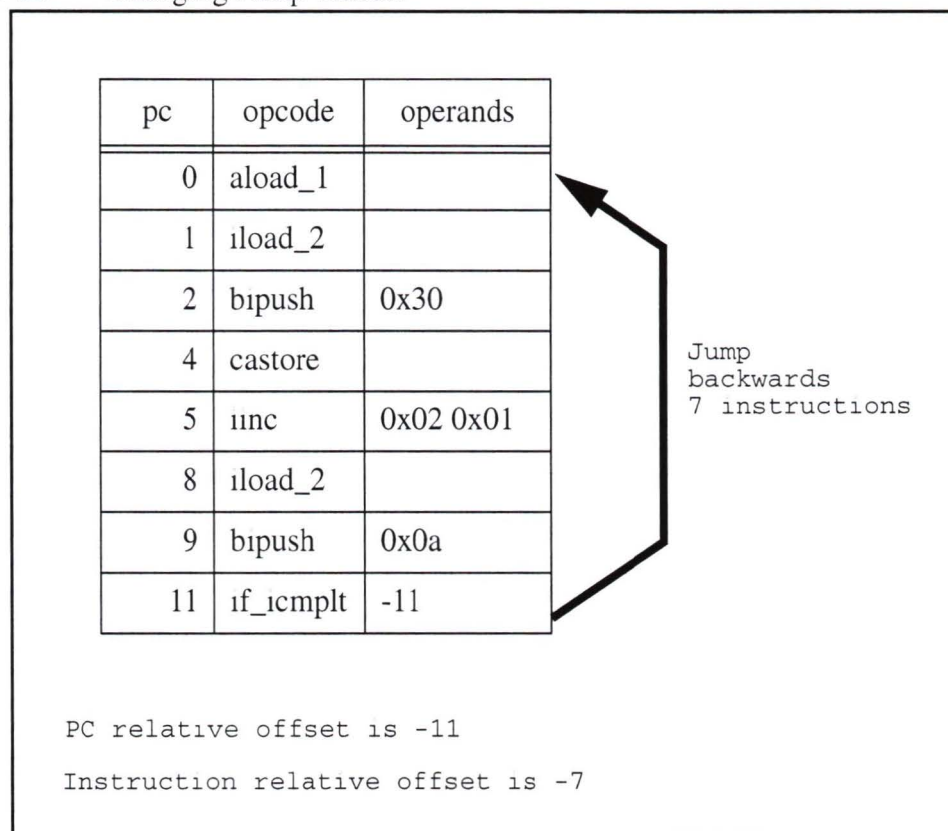 pc opcode operands
0 aload_1
1 iload_2
2 bipush 0x30
4 castore
5 iinc 0x02 0x01
8 iload_2
9 bipush 0x0a
11 if_icmplt -11
Jump
backwards
7 instructions
PC relative offset is -11
Instruction relative offset is -7